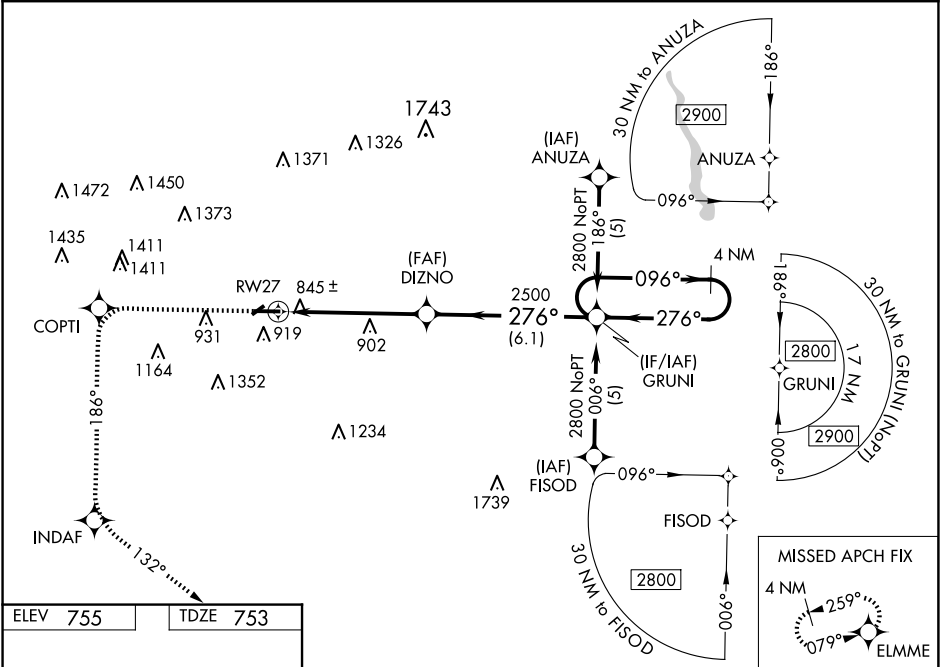 1743
1326
1371
1472
1450
1373
1435
1411
1411
(IAF)
ANUZA
30 NM to ANUZA
2900
186°
ANUZA
096°
2800 NoPT
186°
(5)
4 NM
096°
276°
(FAF)
DIZNO
RW27
845 ±
2500
276°
(6.1)
COPTI
931
919
902
1164
1352
1234
(IF/IAF)
GRUNI
2800 NoPT
006°
(5)
186°
30 NM to GRUNI (NoPT)
2800
17 NM
GRUNI
2900
006°
186°
(IAF)
FISOD
1739
096°
FISOD
30 NM to FISOD
2800
006°
INDAF
132°
MISSED APCH FIX
4 NM
259°
079°
ELMME
ELEV 755
TDZE 753